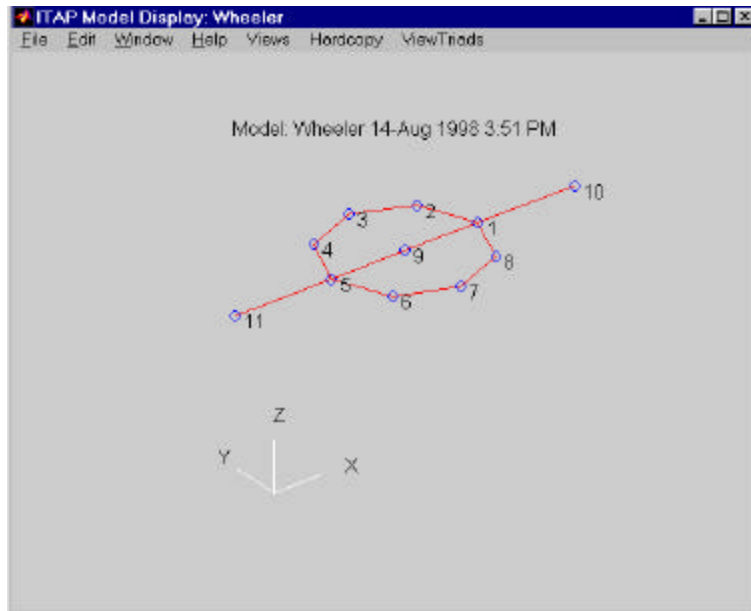 ITAP Model Display: Wheeler
File Edit Window Help Views Hardcopy ViewTriads
Model: Wheeler 14-Aug 1998 3:51 PM
10
3 2
1
4 9 8
5 7
6
11
Z
Y X